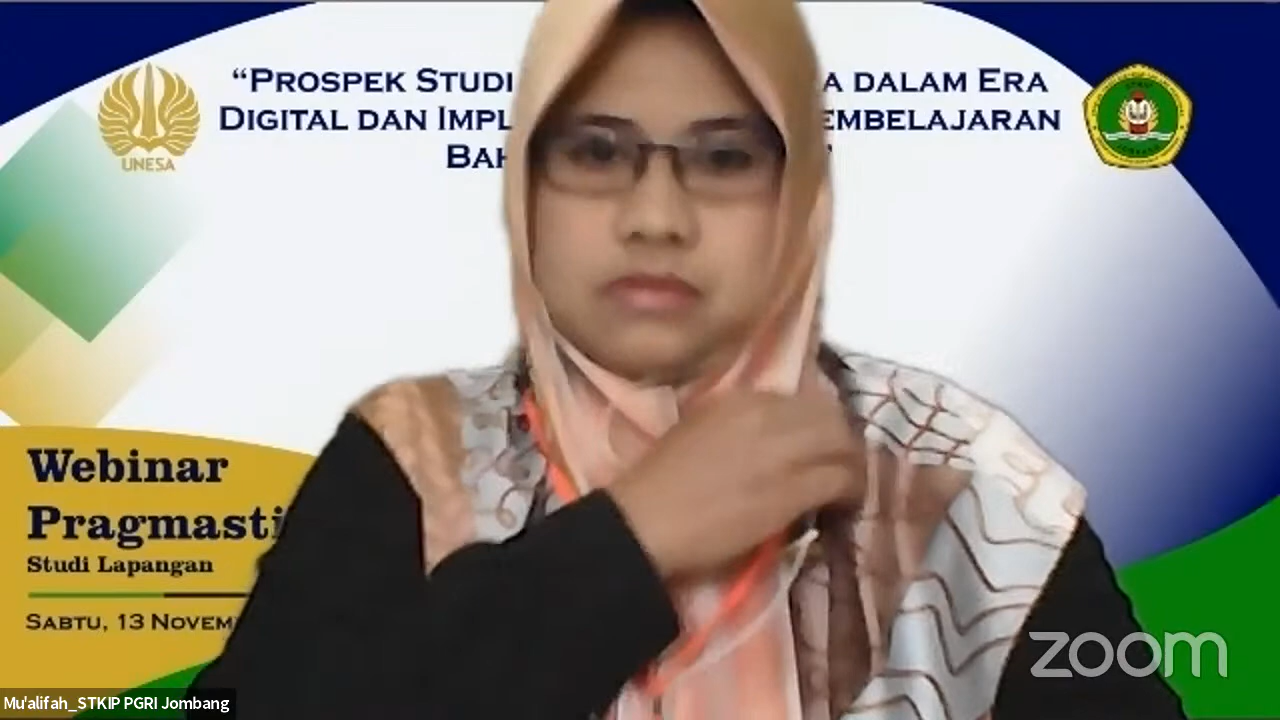 UNESA
“PROSPEK STUDI A DALAM ERA
DIGITAL DAN IMPL EMBELAJARAN
BAH ”
Webinar
Pragmasti
Studi Lapangan
SABTU, 13 NOVEM
zoom
Mu'alifah_STKIP PGRI Jombang